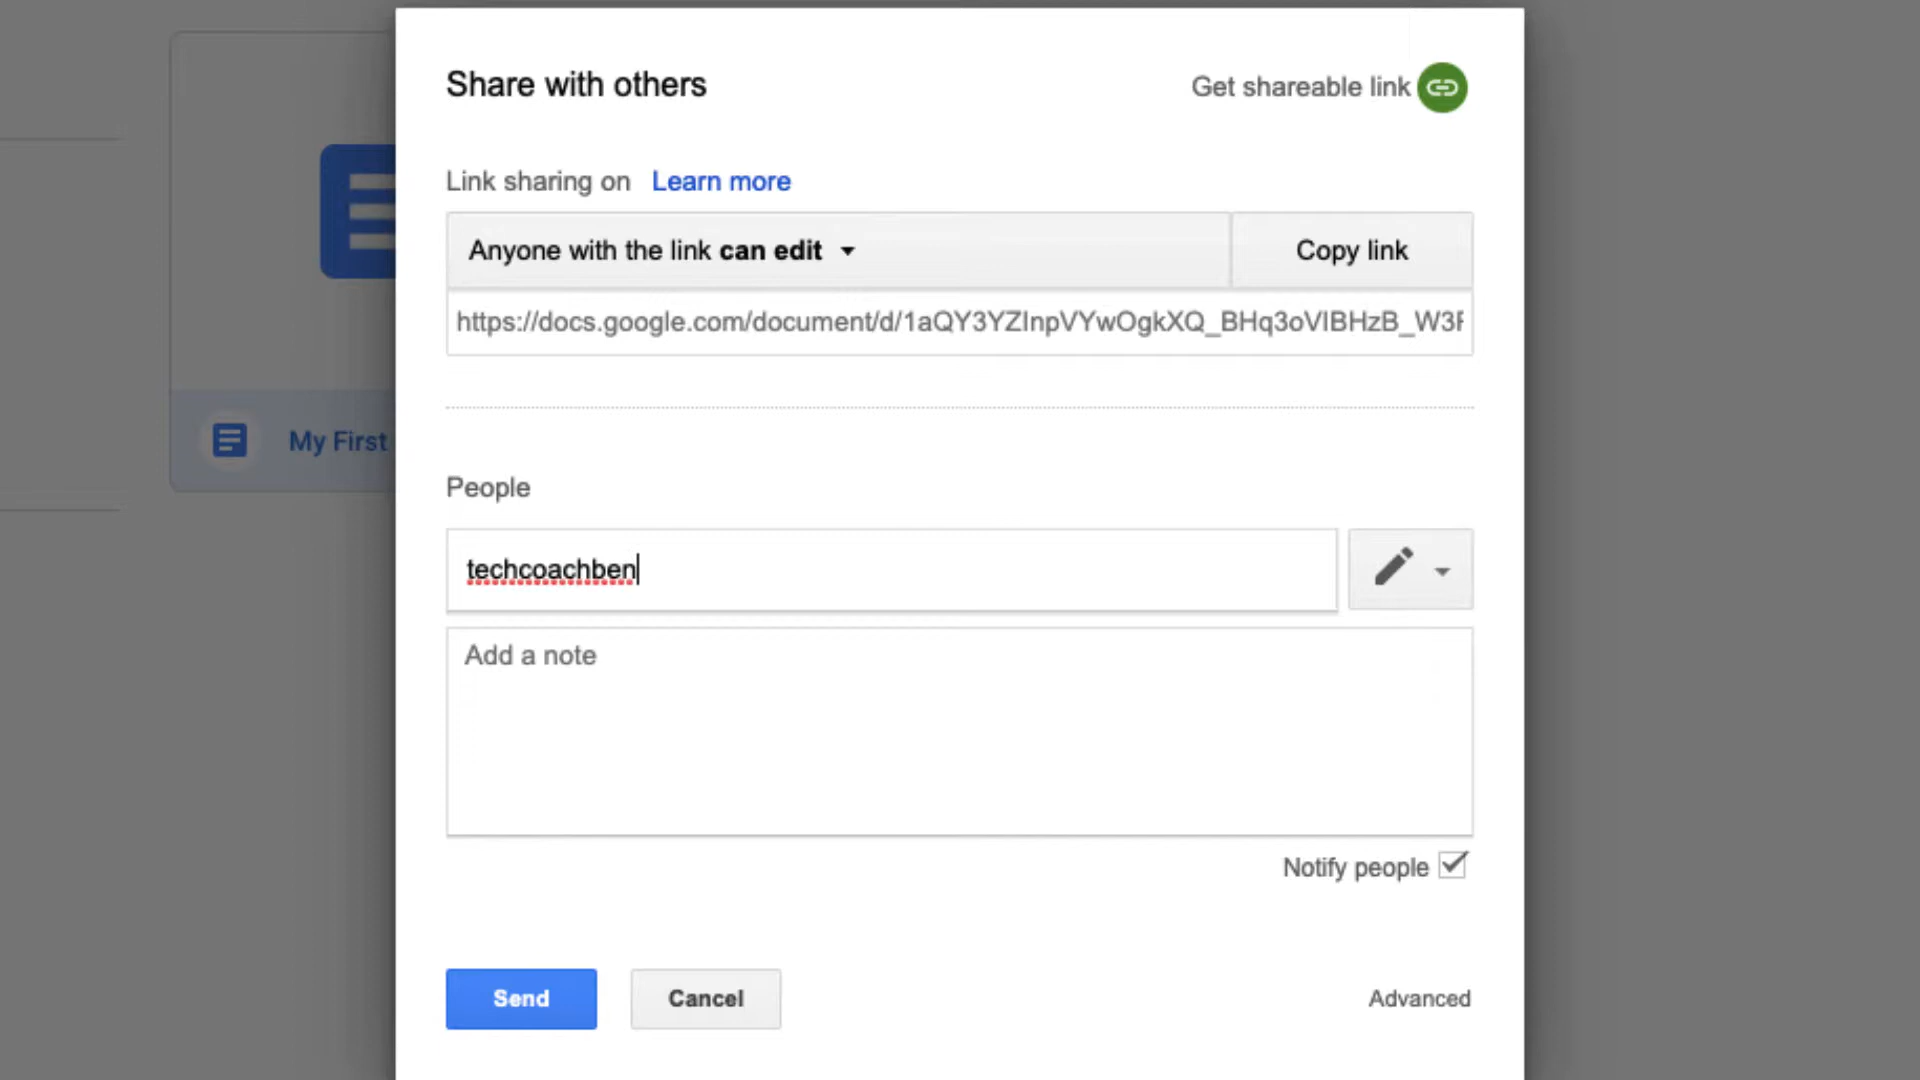 Share with others
Get shareable link
Link sharing on Learn more
Anyone with the link can edit
Copy link
https://docs.google.com/document/d/1aQY3YZInpVYwOgkXQ_BHq3oVIBHzB_W3F
My First
People
techcoachben
Add a note
Notify people
Send
Cancel
Advanced